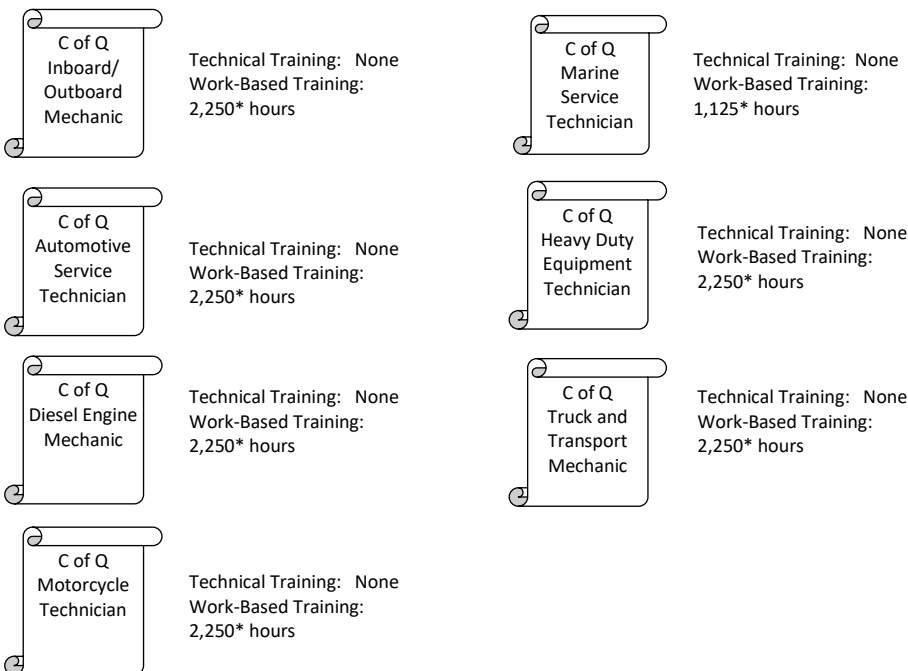 C of Q
Inboard/
Outboard
Mechanic
Technical Training: None
Work-Based Training:
2,250* hours
C of Q
Marine
Service
Technician
Technical Training: None
Work-Based Training:
1,125* hours
C of Q
Automotive
Service
Technician
Technical Training: None
Work-Based Training:
2,250* hours
C of Q
Heavy Duty
Equipment
Technician
Technical Training: None
Work-Based Training:
2,250* hours
C of Q
Diesel Engine
Mechanic
Technical Training: None
Work-Based Training:
2,250* hours
C of Q
Truck and
Transport
Mechanic
Technical Training: None
Work-Based Training:
2,250* hours
C of Q
Motorcycle
Technician
Technical Training: None
Work-Based Training:
2,250* hours